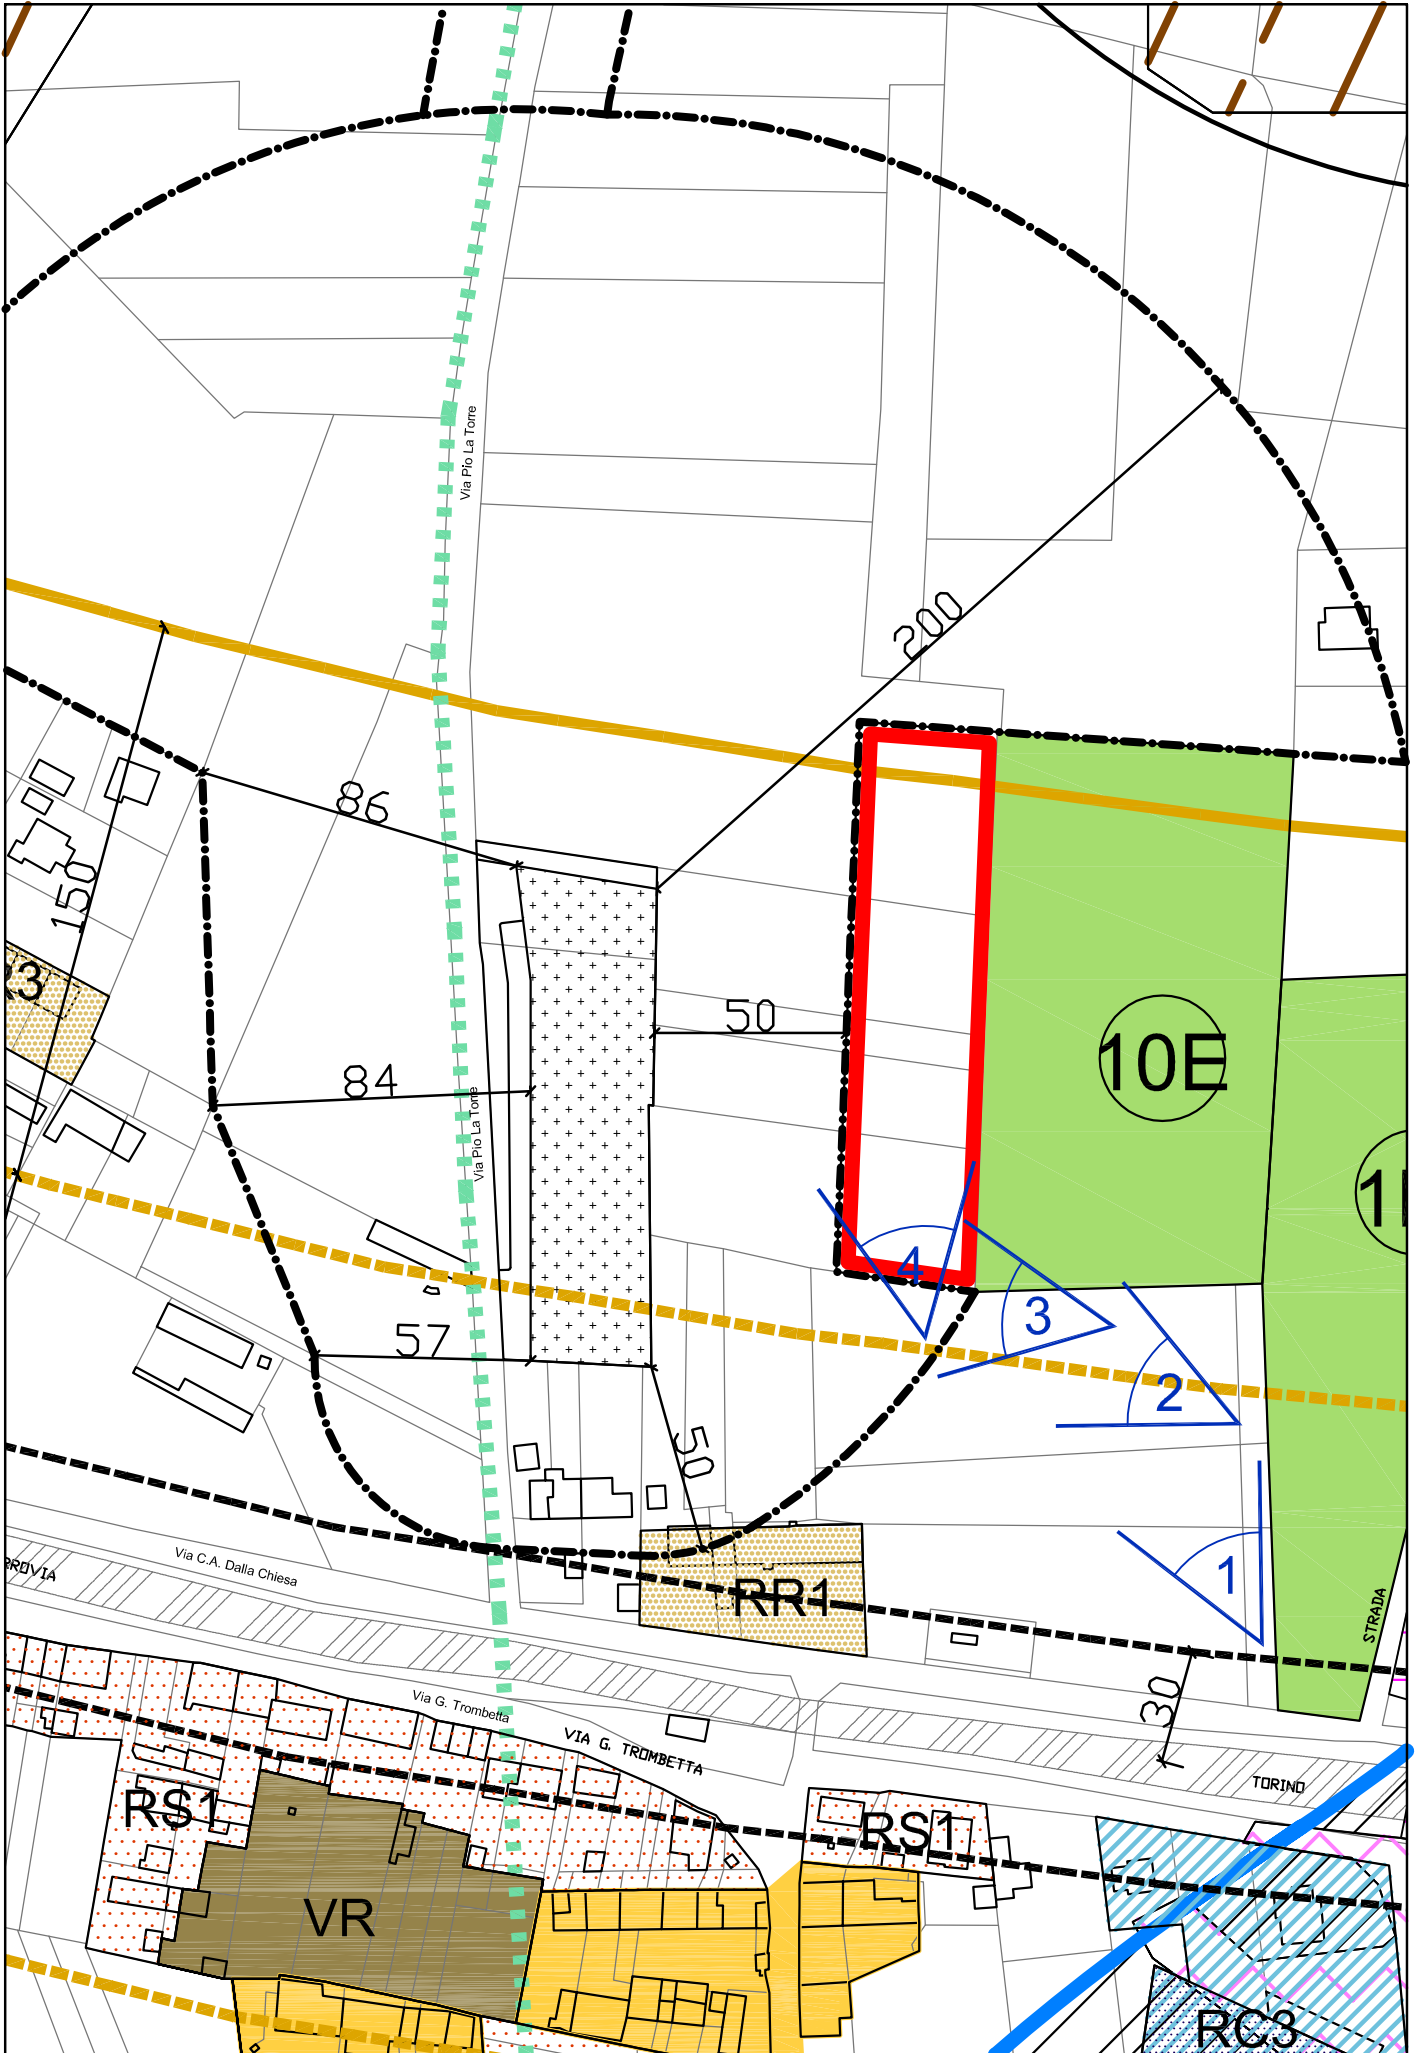 Via Pio La Torre
200
86
150
50
10E
84
Via Pio La Torre
4
3
57
2
50
1
Via C.A. Dalla Chiesa
RR1
STRADA
30
Via G. Trombetta
VIA G. TROMBETTA
TORINO
RS1
RS1
VR
RC3